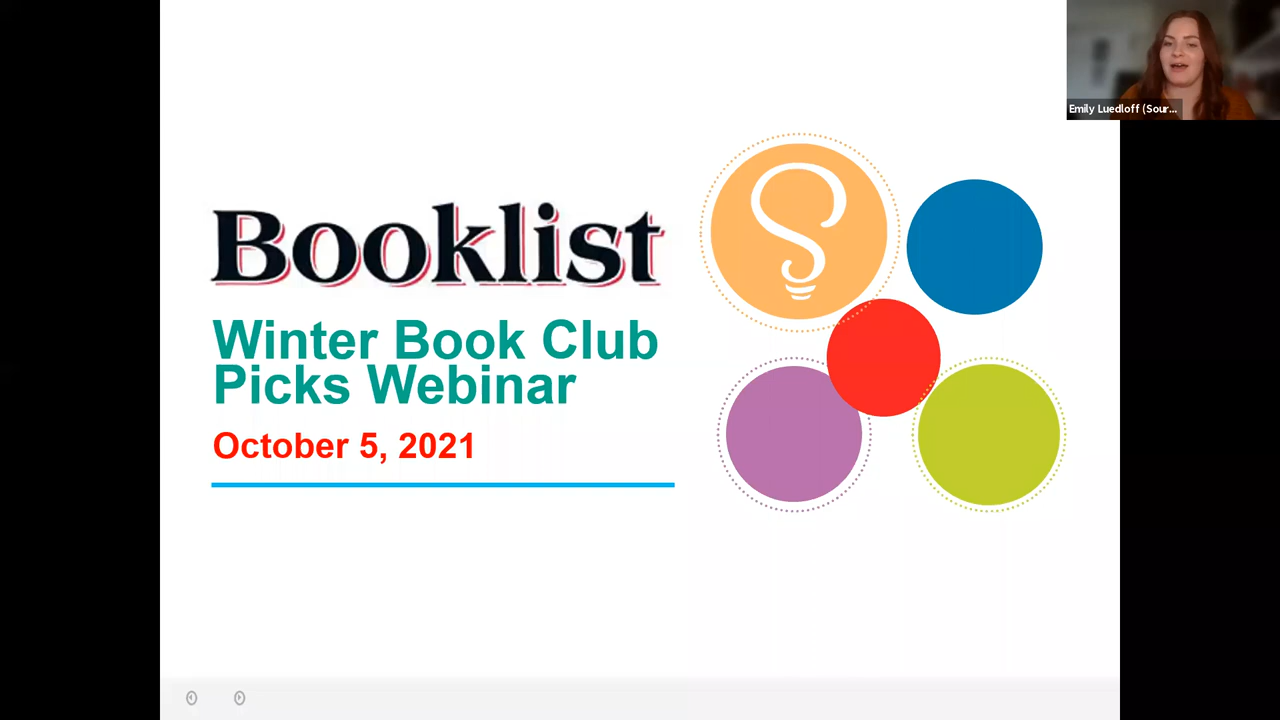 Booklist
Winter Book Club
Picks Webinar
October 5, 2021
Emily Luedloff (Sour...